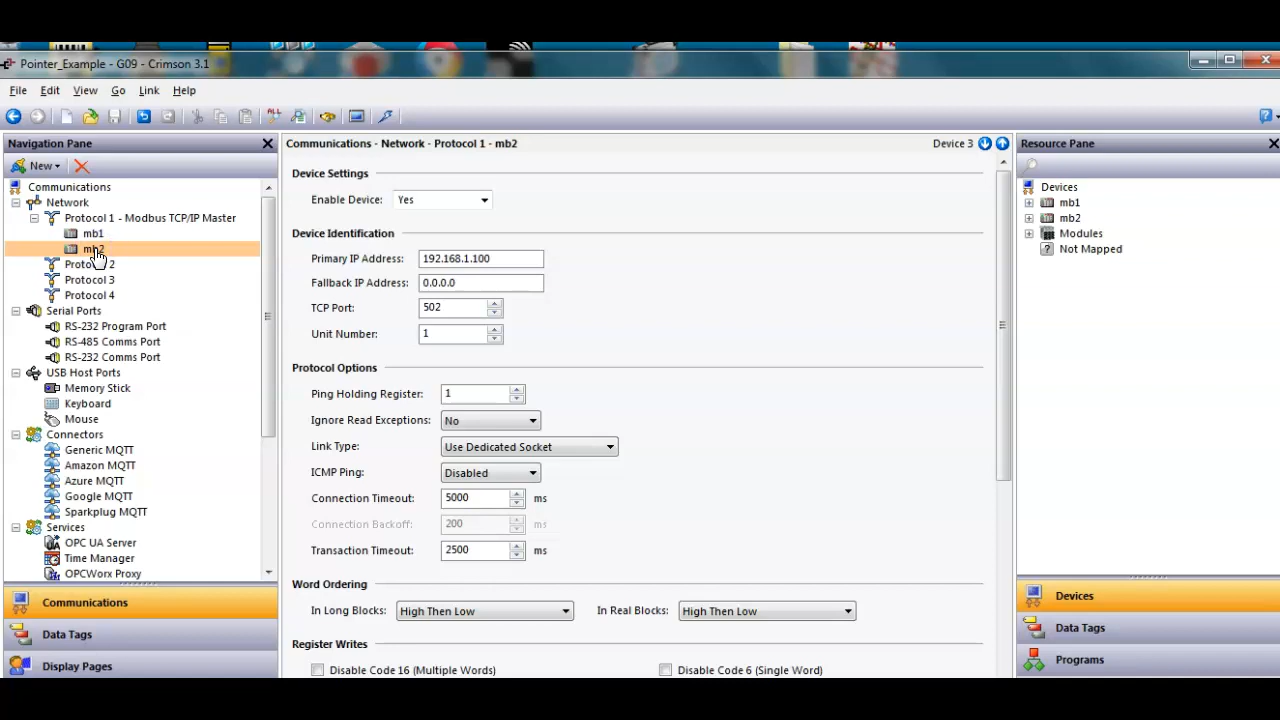 Pointer_Example - G09 - Crimson 3.1
File Edit View Go Link Help
Navigation Pane
New
Communications
Network
Protocol 1 - Modbus TCP/IP Master
mb1
mb2
Protocol 2
Protocol 3
Protocol 4
Serial Ports
RS-232 Program Port
RS-485 Comms Port
RS-232 Comms Port
USB Host Ports
Memory Stick
Keyboard
Mouse
Connectors
Generic MQTT
Amazon MQTT
Azure MQTT
Google MQTT
Sparkplug MQTT
Services
OPC UA Server
Time Manager
OPCWorx Proxy
Communications
Data Tags
Display Pages
Communications - Network - Protocol 1 - mb2 Device 3
Device Settings
Enable Device: Yes
Device Identification
Primary IP Address: 192.168.1.100
Fallback IP Address: 0.0.0.0
TCP Port: 502
Unit Number: 1
Protocol Options
Ping Holding Register: 1
Ignore Read Exceptions: No
Link Type: Use Dedicated Socket
ICMP Ping: Disabled
Connection Timeout: 5000 ms
Connection Backoff: 200 ms
Transaction Timeout: 2500 ms
Word Ordering
In Long Blocks: High Then Low In Real Blocks: High Then Low
Register Writes
Disable Code 16 (Multiple Words) Disable Code 6 (Single Word)
Resource Pane
Devices
mb1
mb2
Modules
Not Mapped
Devices
Data Tags
Programs